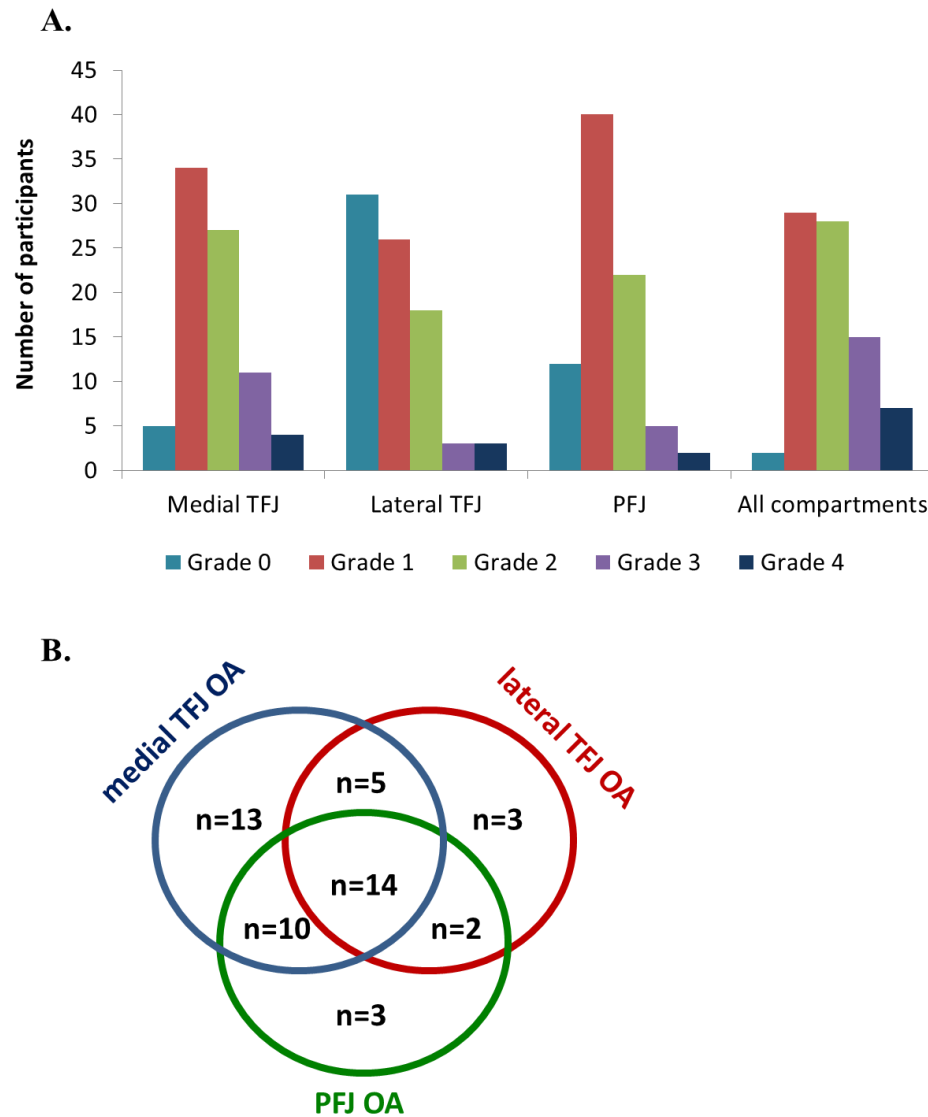 A.
Number of participants
45
40
35
30
25
20
15
10
5
0
Medial TFJ Lateral TFJ PFJ All compartments
Grade 0 Grade 1 Grade 2 Grade 3 Grade 4
B.
medial TFJ OA
lateral TFJ OA
n=5
n=13
n=3
n=14
n=10
n=2
n=3
PFJ OA